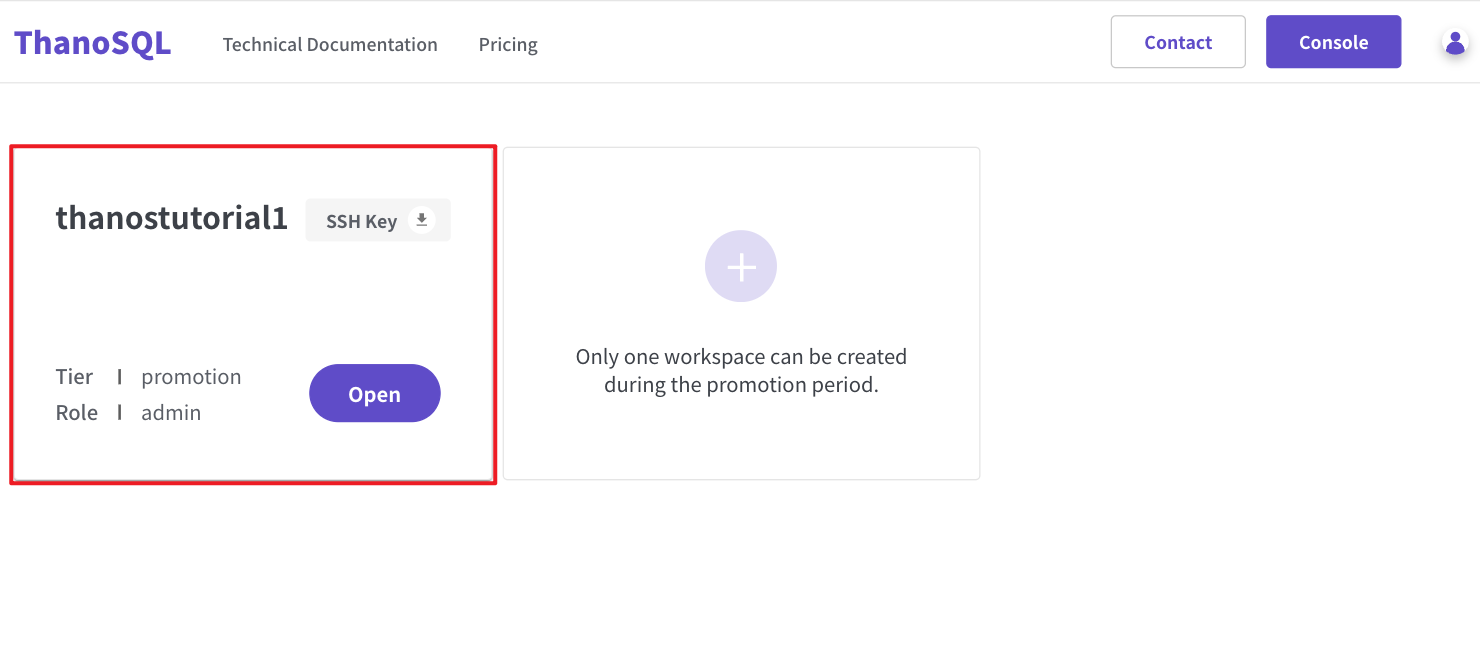 ThanoSQL
Technical Documentation
Pricing
Contact
Console
thanostutorial1
SSH Key
Tier | promotion
Role | admin
Open
Only one workspace can be created
during the promotion period.